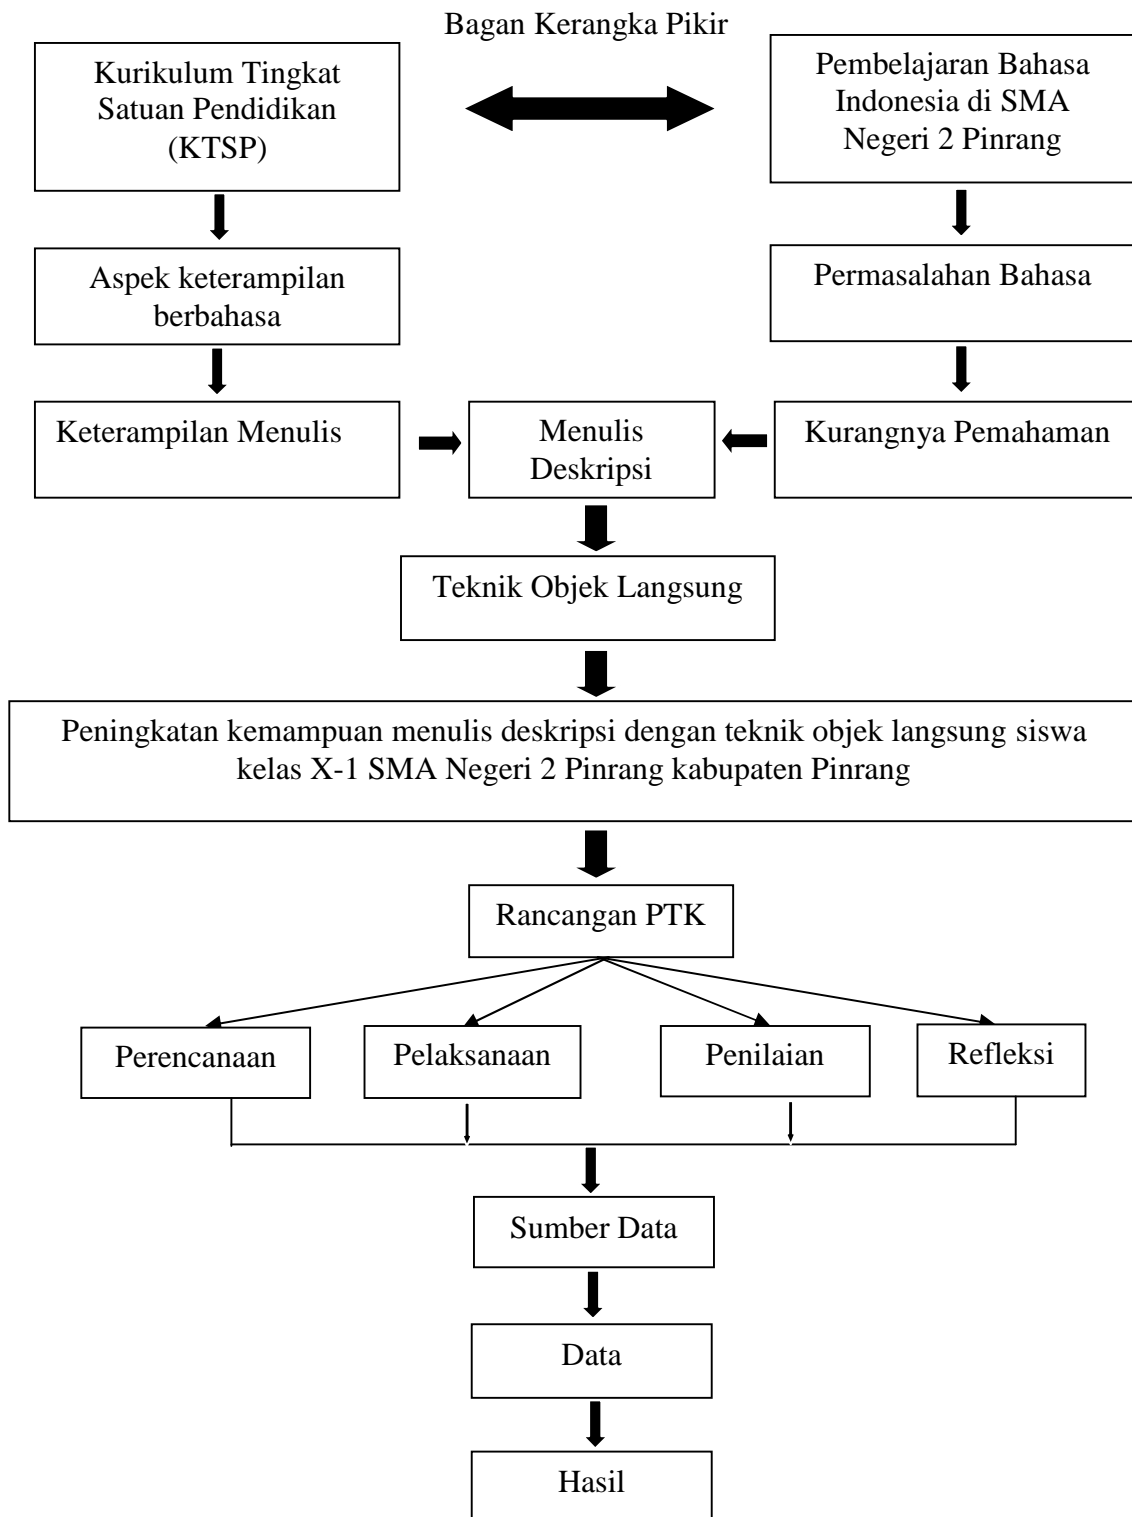 Bagan Kerangka Pikir
Kurikulum Tingkat
Satuan Pendidikan
(KTSP)
Pembelajaran Bahasa
Indonesia di SMA
Negeri 2 Pinrang
Aspek keterampilan
berbahasa
Permasalahan Bahasa
Keterampilan Menulis
Menulis
Deskripsi
Kurangnya Pemahaman
Teknik Objek Langsung
Peningkatan kemampuan menulis deskripsi dengan teknik objek langsung siswa
kelas X-1 SMA Negeri 2 Pinrang kabupaten Pinrang
Rancangan PTK
Perencanaan
Pelaksanaan
Penilaian
Refleksi
Sumber Data
Data
Hasil